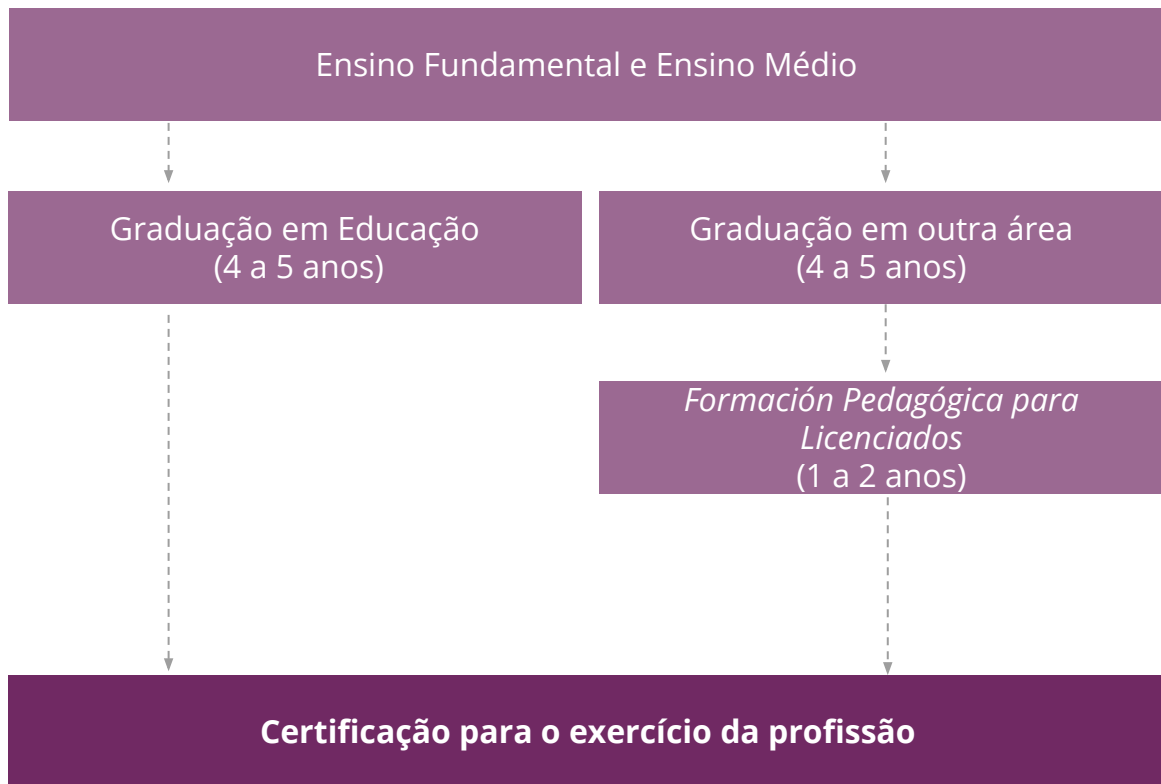 Ensino Fundamental e Ensino Médio
Graduação em Educação
(4 a 5 anos)
Graduação em outra área
(4 a 5 anos)
Formación Pedagógica para
Licenciados
(1 a 2 anos)
Certificação para o exercício da profissão